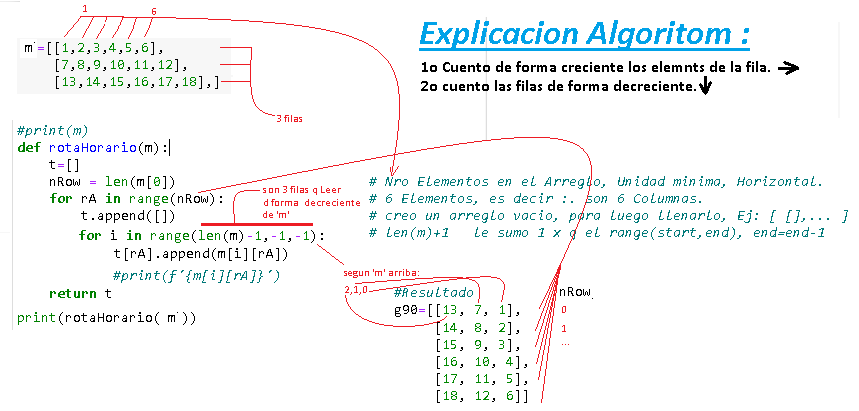 1 6
Explicacion Algoritom :
1o Cuento de forma creciente los elemnts de la fila.
2o cuento las filas de forma decreciente.
m=[[1,2,3,4,5,6],
[7,8,9,10,11,12],
[13,14,15,16,17,18],]
3 filas
#print(m)
def rotaHorario(m):
t=[]
nRow = len(m[0]) # Nro Elementos en el Arreglo, Unidad minima, Horizontal.
for rA in range(nRow): # 6 Elementos, es decir :. son 6 Columnas.
t.append([]) # creo un arreglo vacio, para luego llenarlo, Ej: [ [],... ]
son 3 filas q Leer
d forma decreciente
de 'm'
for i in range(len(m)-1,-1,-1): # len(m)+1 le sumo 1 x q el range(start,end), end=end-1
t[rA].append(m[i][rA])
#print(f´{m[i][rA]}´)
return t
print(rotaHorario( m ))
segun 'm' arriba:
2,1,0
#Resultado
nRow
g90=[[13, 7, 1], 0
[14, 8, 2], 1
[15, 9, 3], ...
[16, 10, 4],
[17, 11, 5],
[18, 12, 6]]